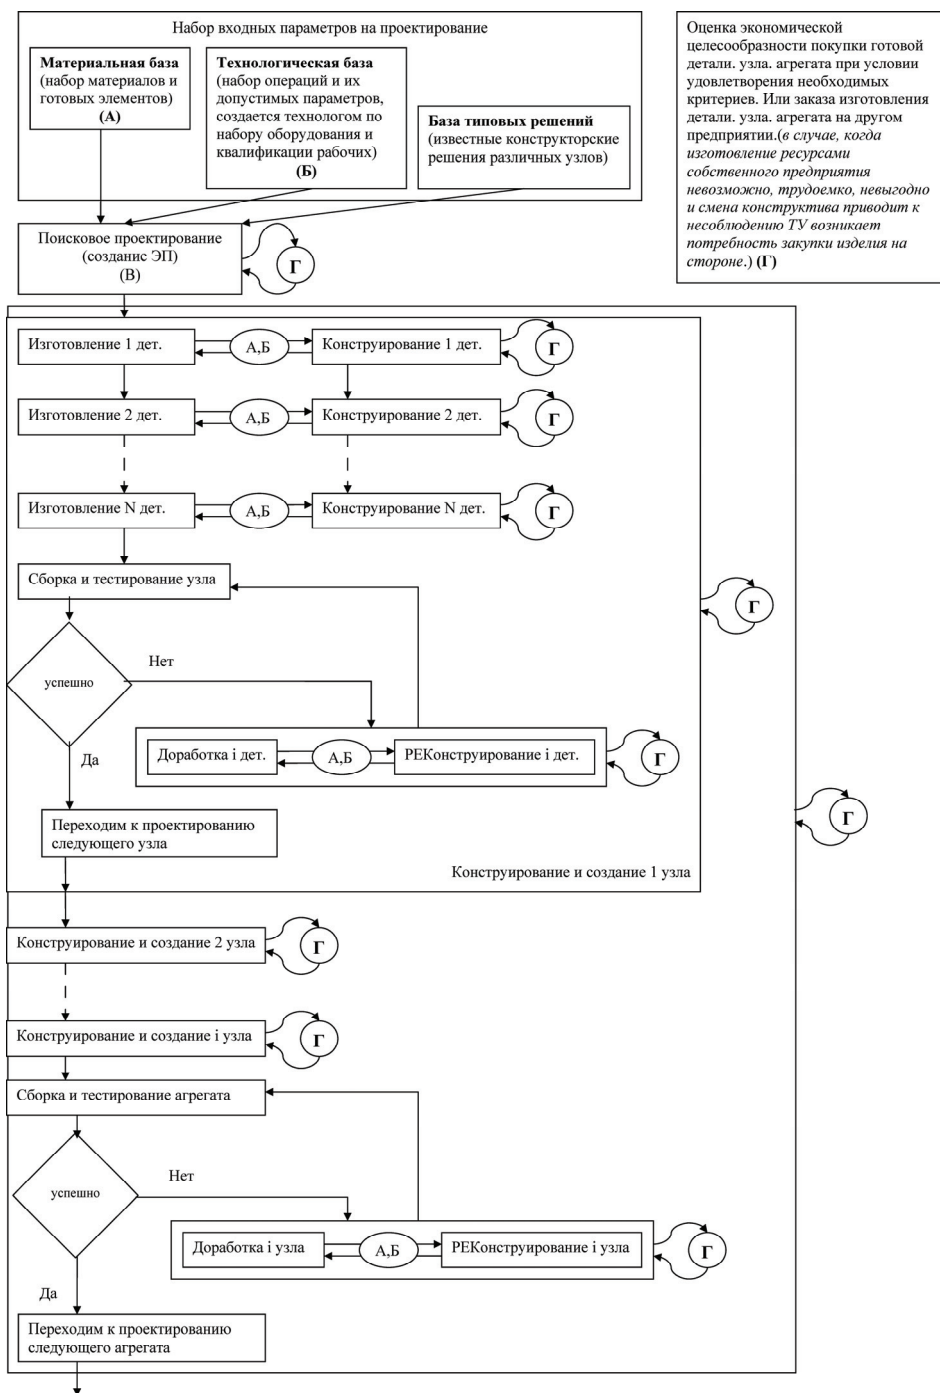 Набор входных параметров на проектирование
Материальная база
(набор материалов и
готовых элементов)
(А)
Технологическая база
(набор операций и их
допустимых параметров,
создается технологом по
набору оборудования и
квалификации рабочих)
(Б)
База типовых решений
(известные конструкторские
решения различных узлов)
Оценка экономической
целесообразности покупки готовой
детали. узла. агрегата при условии
удовлетворения необходимых
критериев. Или заказа изготовления
детали. узла. агрегата на другом
предприятии.(в случае, когда
изготовление ресурсами
собственного предприятия
невозможно, трудоемко, невыгодно
и смена конструктива приводит к
несоблюдению ТУ возникает
потребность закупки изделия на
стороне.) (Г)
Поисковое проектирование
(созданис ЭП)
(В)
Г
Изготовление 1 дет.
А,Б
Конструирование 1 дет.
Г
Изготовление 2 дет.
А,Б
Конструирование 2 дет.
Г
Изготовление N дет.
А,Б
Конструирование N дет.
Г
Сборка и тестирование узла
Г
успешно
Нет
Да
Доработка i дет.
А,Б
РЕКонструирование i дет.
Г
Переходим к проектированию
следующего узла
Г
Конструирование и создание 1 узла
Конструирование и создание 2 узла
Г
Конструирование и создание i узла
Г
Сборка и тестирование агрегата
успешно
Нет
Да
Доработка i узла
А,Б
РЕКонструирование i узла
Г
Переходим к проектированию
следующего агрегата